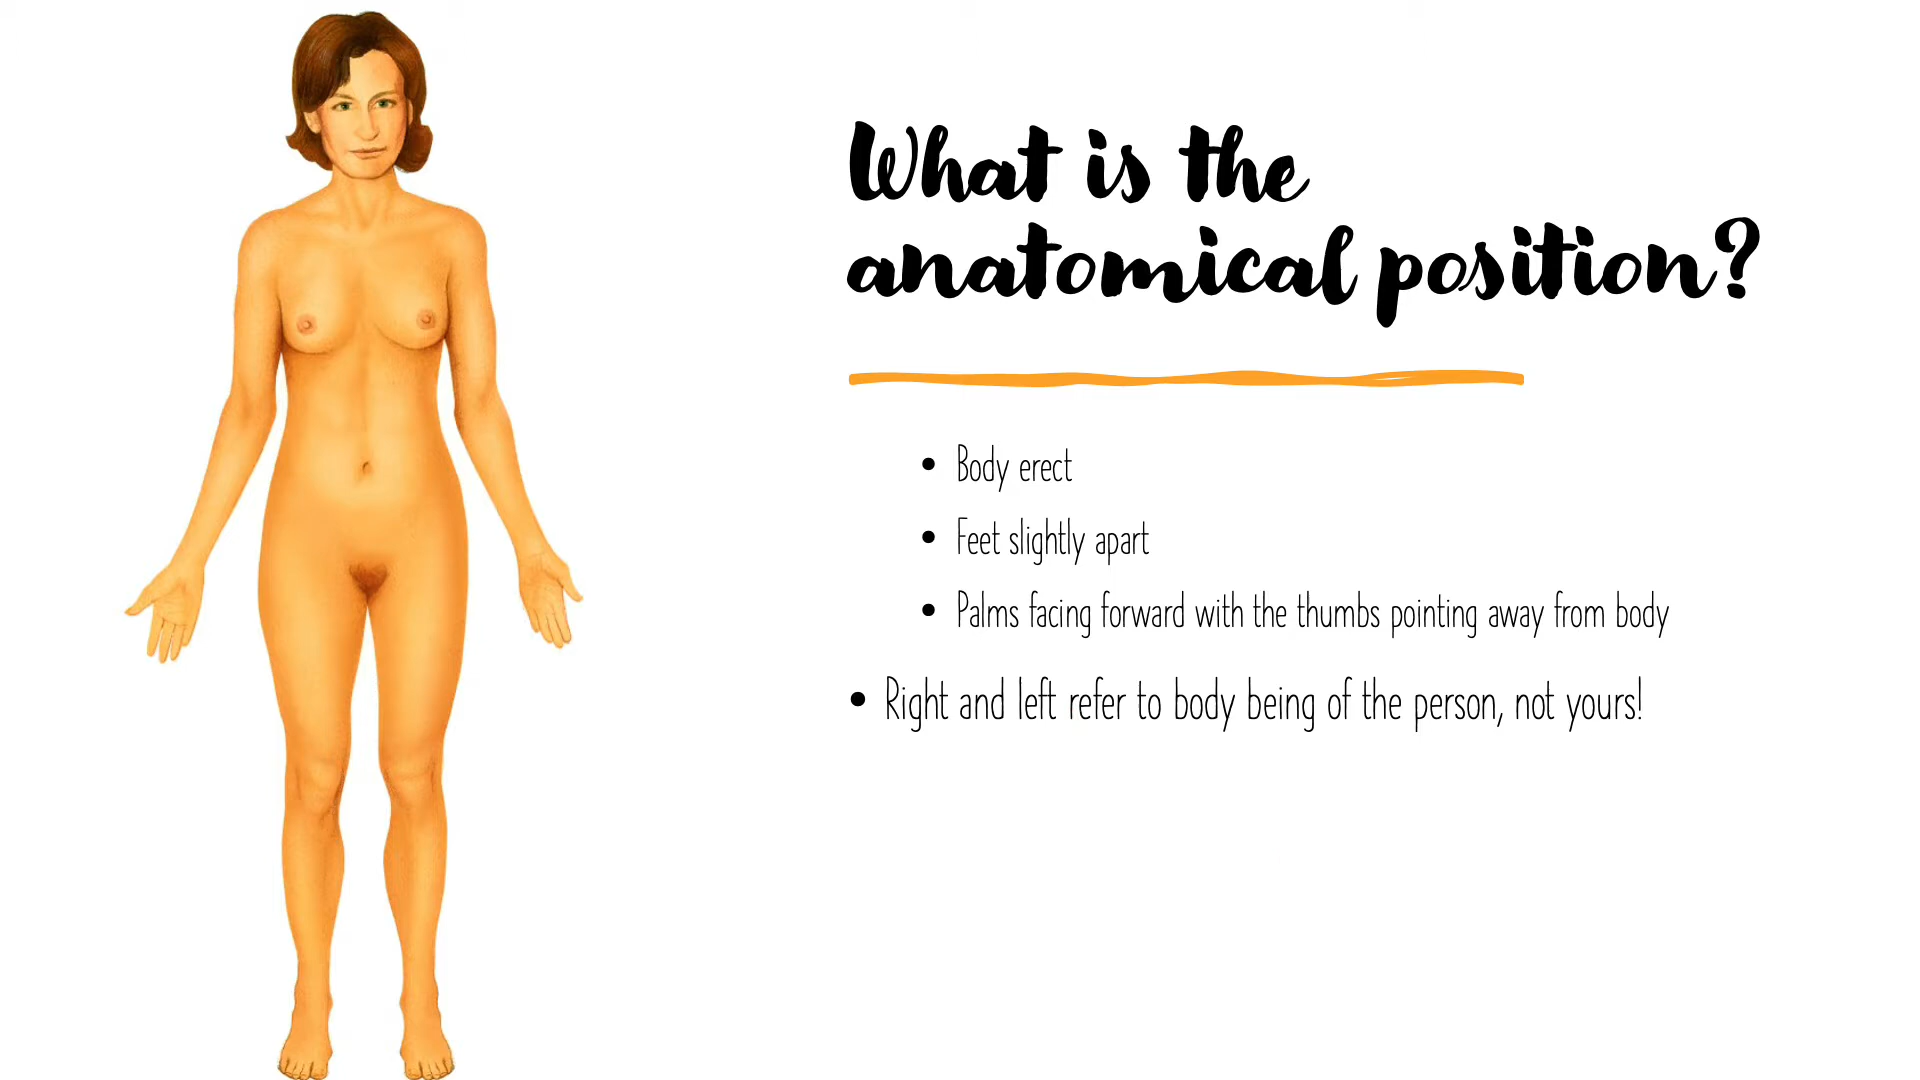 What is the
anatomical position?
• Body erect
• Feet slightly apart
• Palms facing forward with the thumbs pointing away from body
• Right and left refer to body being of the person, not yours!